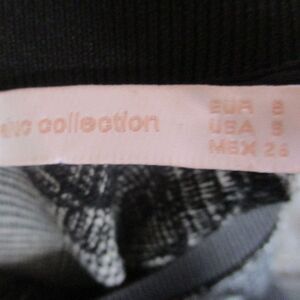 collection
EUR S
USA S
MEX 26